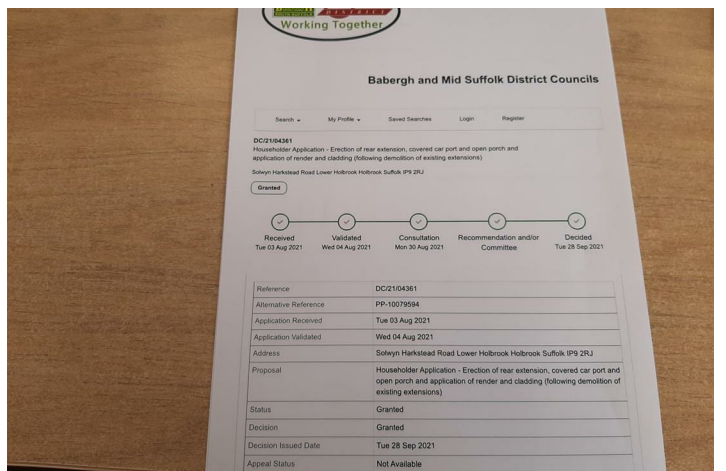 DISTRICT
Working Together
Babergh and Mid Suffolk District Councils
Search My Profile Saved Searches Login Register
DC/21/04361
Householder Application - Erection of rear extension, covered car port and open porch and
application of render and cladding (following demolition of existing extensions)
Solwyn Harkstead Road Lower Holbrook Holbrook Suffolk IP9 2RJ
Granted
Received Validated Consultation Recommendation and/or Decided
Tue 03 Aug 2021 Wed 04 Aug 2021 Mon 30 Aug 2021 Committee Tue 28 Sep 2021
Reference DC/21/04361
Alternative Reference PP-10079594
Application Received Tue 03 Aug 2021
Application Validated Wed 04 Aug 2021
Address Solwyn Harkstead Road Lower Holbrook Holbrook Suffolk IP9 2RJ
Proposal Householder Application - Erection of rear extension, covered car port and
open porch and application of render and cladding (following demolition of
existing extensions)
Status Granted
Decision Granted
Decision Issued Date Tue 28 Sep 2021
Appeal Status Not Available